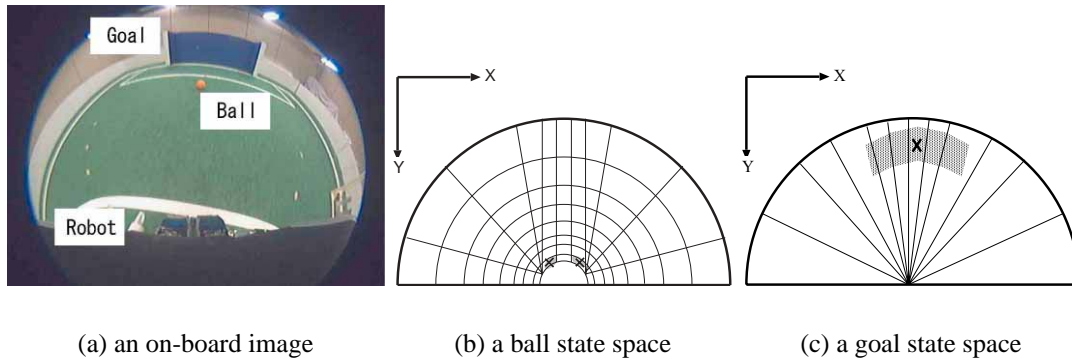 Goal
Ball
Robot
X
Y
X
Y
X
(a) an on-board image
(b) a ball state space
(c) a goal state space